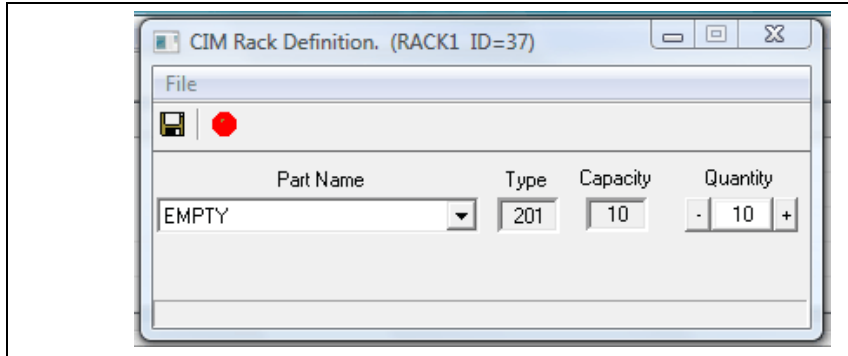 CIM Rack Definition. (RACK1 ID=37)
File
Part Name Type Capacity Quantity
EMPTY 201 10 - 10 +